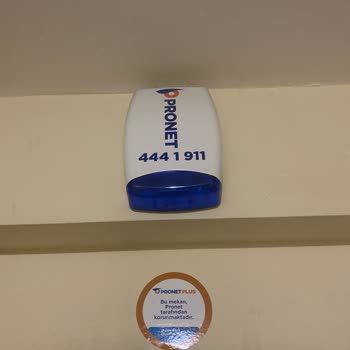 PRONET
444 1 911
PRONET PLUS
Bu mekan,
Pronet
tarafından
korunmaktadır.